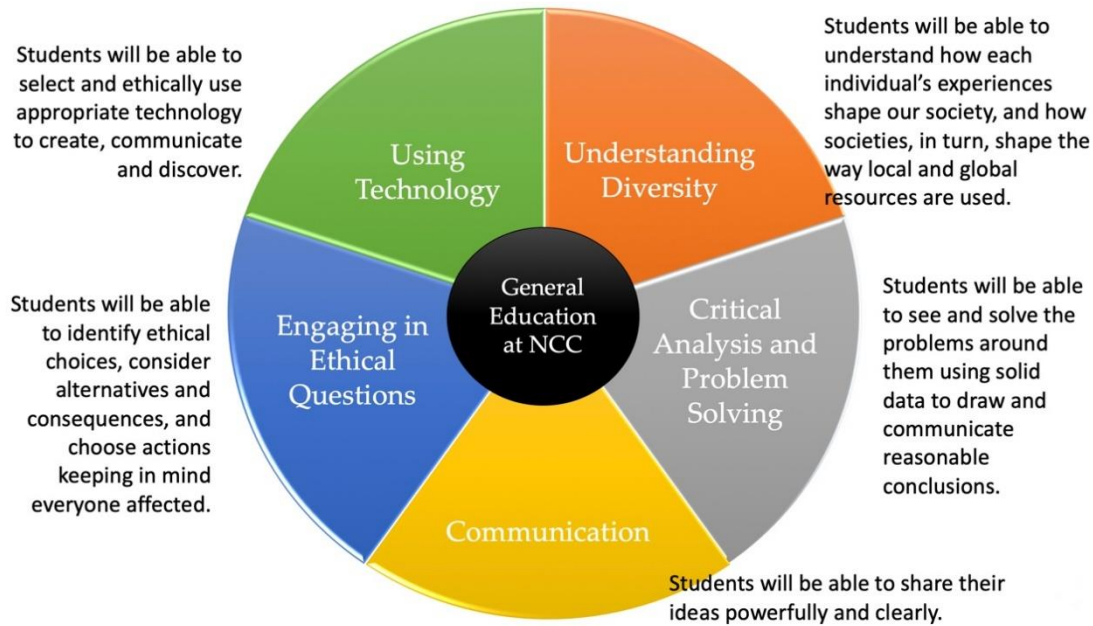 Students will be able to
select and ethically use
appropriate technology
to create, communicate
and discover.
Using
Technology
Understanding
Diversity
Students will be able to
understand how each
individual’s experiences
shape our society, and how
societies, in turn, shape the
way local and global
resources are used.
General
Education
at NCC
Students will be able
to identify ethical
choices, consider
alternatives and
consequences, and
choose actions
keeping in mind
everyone affected.
Engaging in
Ethical
Questions
Critical
Analysis and
Problem
Solving
Students will be able
to see and solve the
problems around
them using solid
data to draw and
communicate
reasonable
conclusions.
Communication
Students will be able to share their
ideas powerfully and clearly.